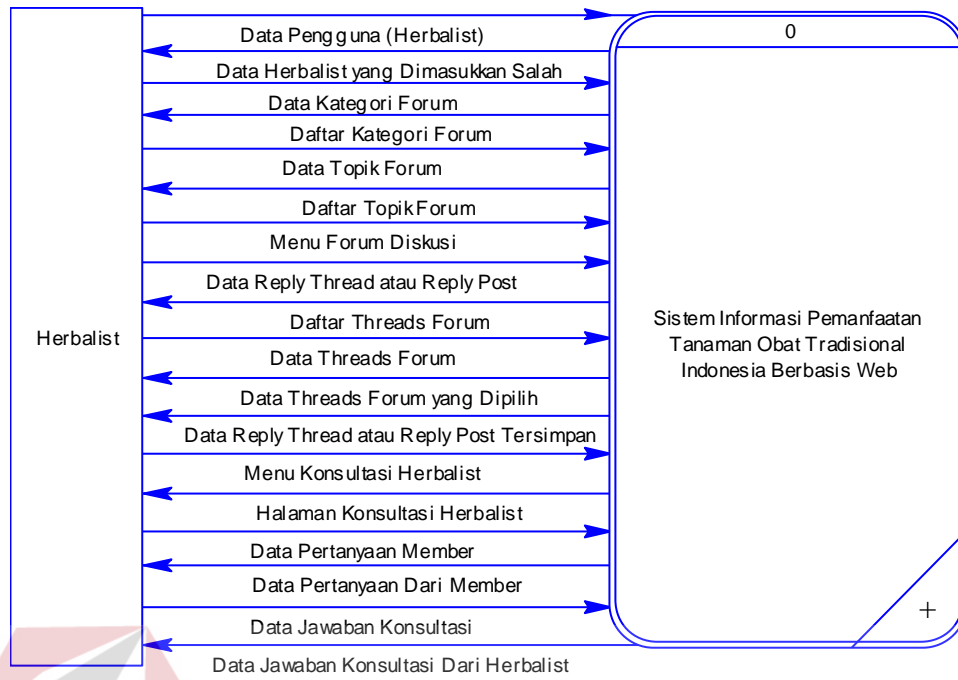 0
Data Pengguna (Herbalist)
Data Herbalist yang Dimasukkan Salah
Data Kategori Forum
Daftar Kategori Forum
Data Topik Forum
Daftar Topik Forum
Menu Forum Diskusi
Data Reply Thread atau Reply Post
Daftar Threads Forum
Herbalist
Sistem Informasi Pemanfaatan
Tanaman Obat Tradisional
Indonesia Berbasis Web
Data Threads Forum
Data Threads Forum yang Dipilih
Data Reply Thread atau Reply Post Tersimpan
Menu Konsultasi Herbalist
Halaman Konsultasi Herbalist
Data Pertanyaan Member
Data Pertanyaan Dari Member
+
Data Jawaban Konsultasi
Data Jawaban Konsultasi Dari Herbalist